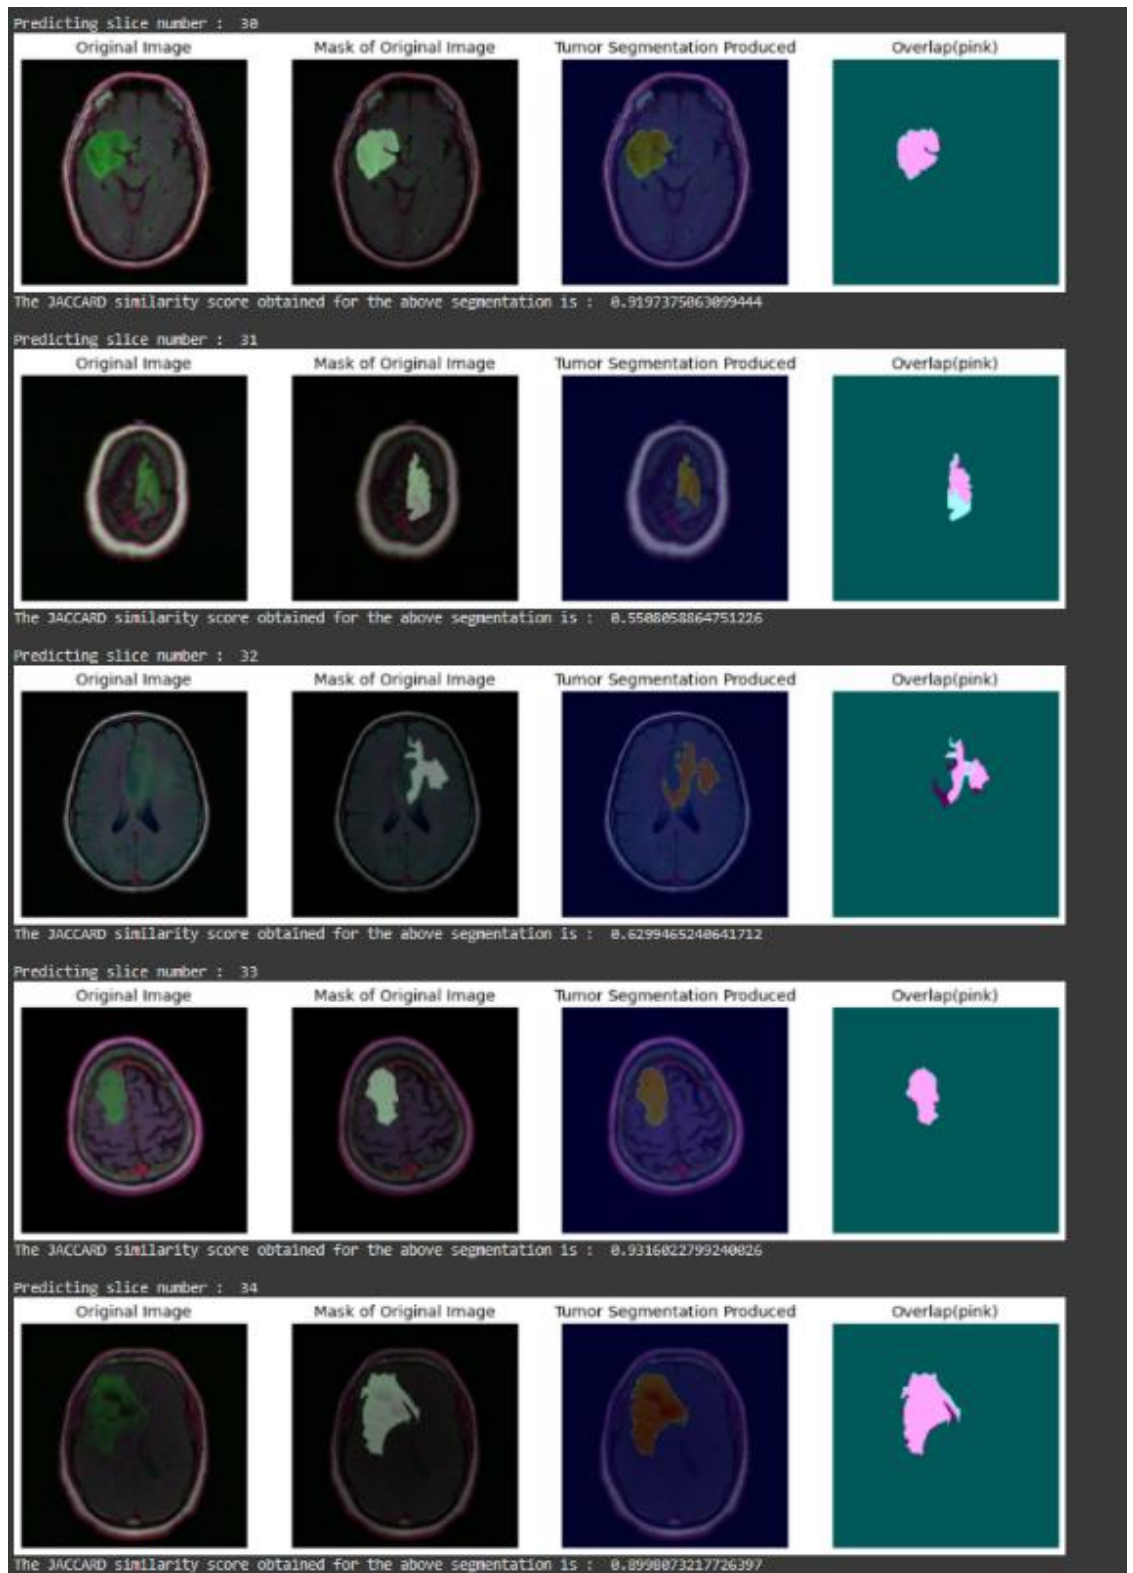 Predicting slice number : 30
Original Image Mask of Original Image Tumor Segmentation Produced Overlap(pink)
The JACCARD similarity score obtained for the above segmentation is : 0.9197375063099444
Predicting slice number : 31
Original Image Mask of Original Image Tumor Segmentation Produced Overlap(pink)
The JACCARD similarity score obtained for the above segmentation is : 0.5508058864751226
Predicting slice number : 32
Original Image Mask of Original Image Tumor Segmentation Produced Overlap(pink)
The JACCARD similarity score obtained for the above segmentation is : 0.6299465240641712
Predicting slice number : 33
Original Image Mask of Original Image Tumor Segmentation Produced Overlap(pink)
The JACCARD similarity score obtained for the above segmentation is : 0.9316022799240026
Predicting slice number : 34
Original Image Mask of Original Image Tumor Segmentation Produced Overlap(pink)
The JACCARD similarity score obtained for the above segmentation is : 0.8998073217726397